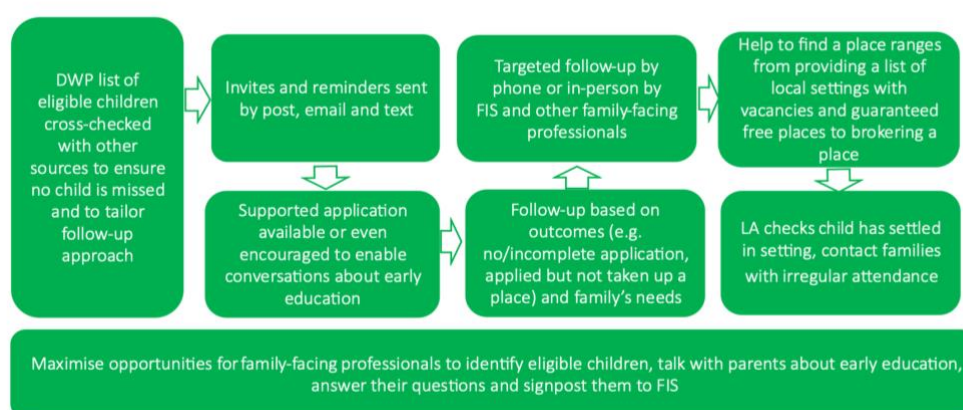 DWP list of
eligible children
cross-checked
with other
sources to ensure
no child is missed
and to tailor
follow-up
approach
Invites and reminders sent
by post, email and text
Supported application
available or even
encouraged to enable
conversations about early
education
Follow-up based on
outcomes (e.g.
no/incomplete application,
applied but not taken up a
place) and family's needs
Targeted follow-up by
phone or in-person by
FIS and other family-facing
professionals
Help to find a place ranges
from providing a list of
local settings with
vacancies and guaranteed
free places to brokering a
place
LA checks child has settled
in setting, contact families
with irregular attendance
Maximise opportunities for family-facing professionals to identify eligible children, talk with parents about early education,
answer their questions and signpost them to FIS